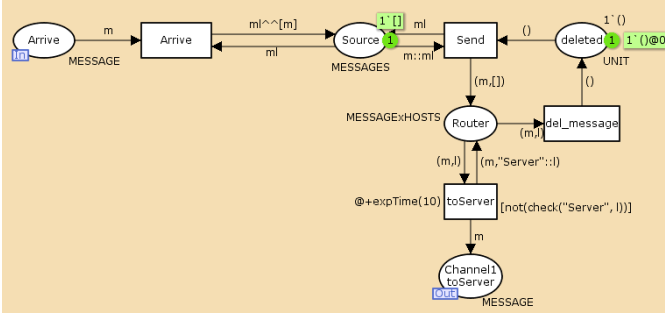 1`[]
1`()
m
ml^^[m]
ml
()
Arrive
Arrive
Source
1
Send
deleted
1
1`()@0
In
ml
m::ml
MESSAGE
MESSAGES
UNIT
(m,[])
()
MESSAGExHOSTS
Router
del_message
(m,l)
(m,l)
(m,"Server"::l)
@+expTime(10)
toServer
[not(check("Server", l))]
m
Channel1
toServer
Out
MESSAGE